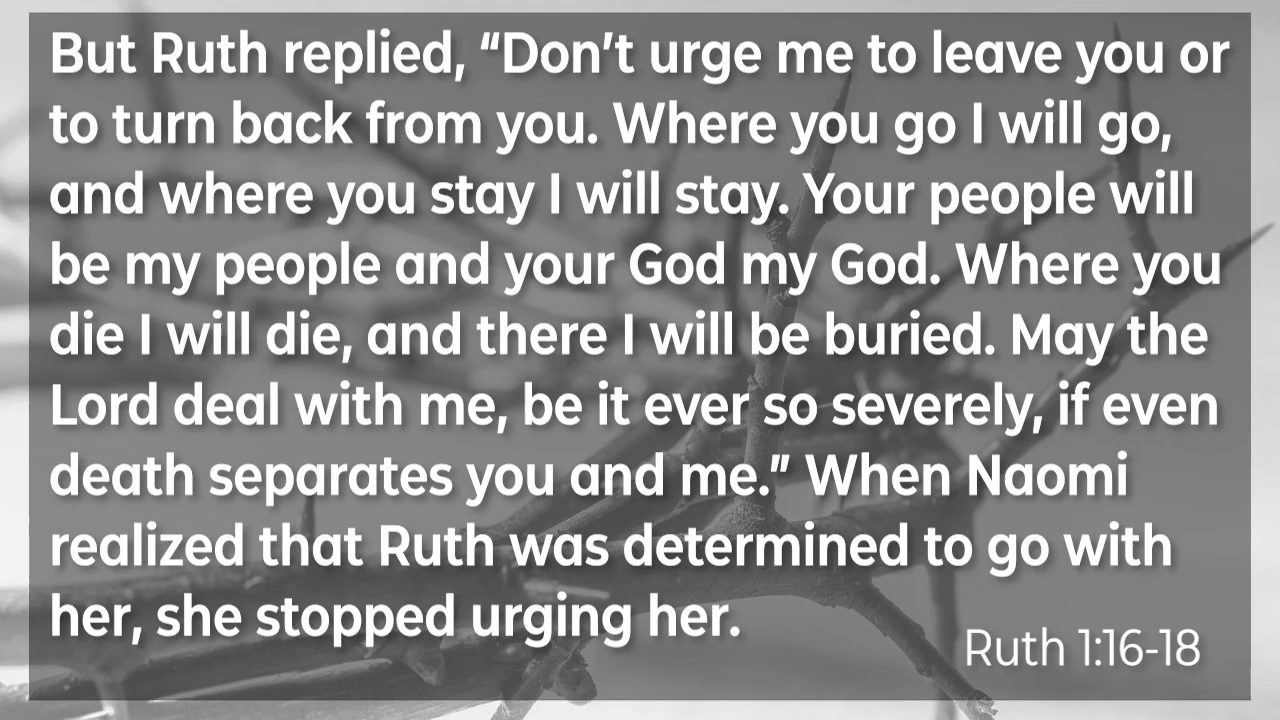 But Ruth replied, “Don’t urge me to leave you or
to turn back from you. Where you go I will go,
and where you stay I will stay. Your people will
be my people and your God my God. Where you
die I will die, and there I will be buried. May the
Lord deal with me, be it ever so severely, if even
death separates you and me.” When Naomi
realized that Ruth was determined to go with
her, she stopped urging her.
Ruth 1:16-18